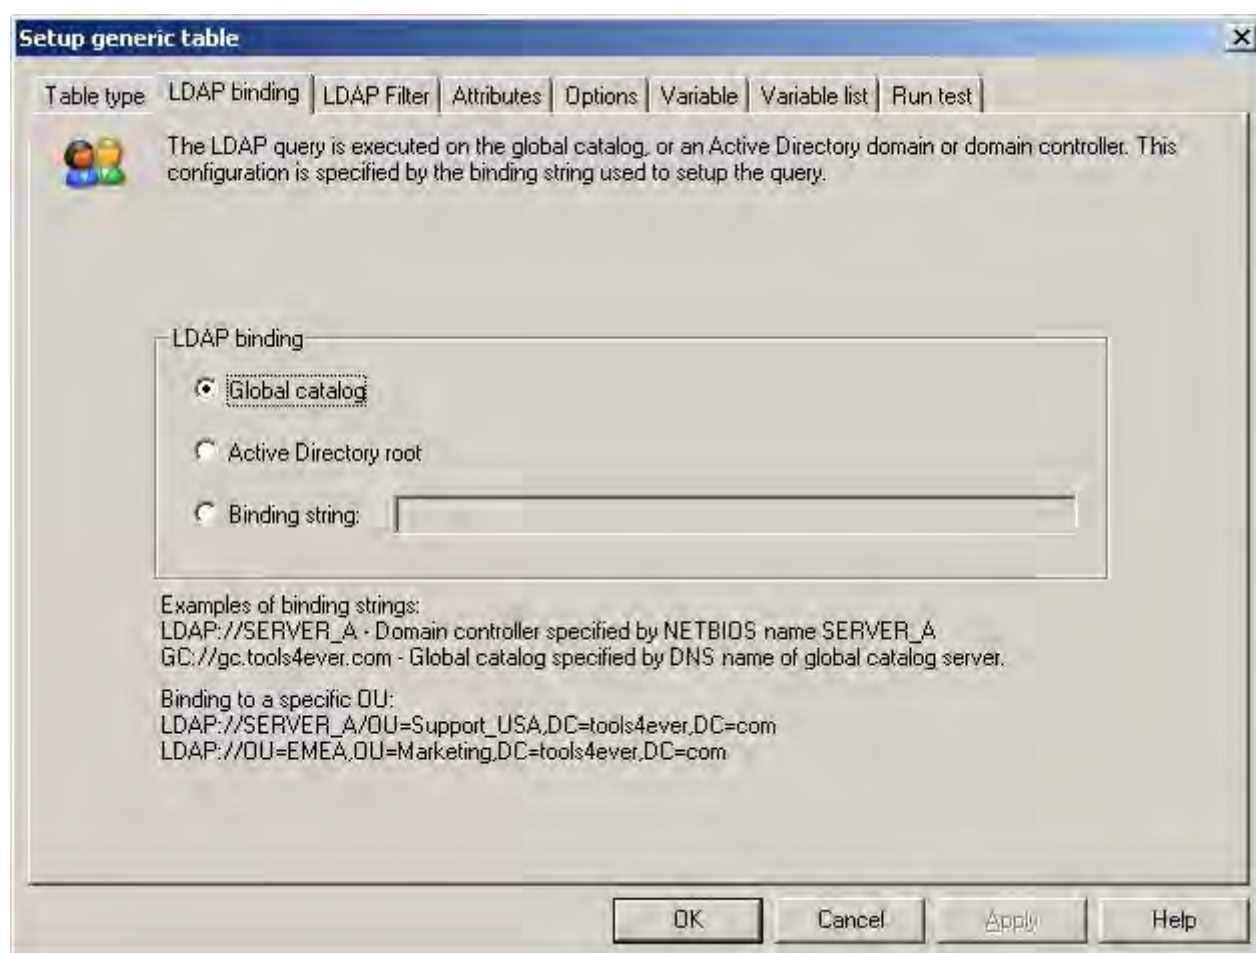 Setup generic table
Table type LDAP binding LDAP Filter Attributes Options Variable Variable list Run test
The LDAP query is executed on the global catalog, or an Active Directory domain or domain controller. This
configuration is specified by the binding string used to setup the query.
LDAP binding
Global catalog
Active Directory root
Binding string:
Examples of binding strings:
LDAP://SERVER_A - Domain controller specified by NETBIOS name SERVER_A
GC://gc.tools4ever.com - Global catalog specified by DNS name of global catalog server.
Binding to a specific OU:
LDAP://SERVER_A/OU=Support_USA,DC=tools4ever,DC=com
LDAP://OU=EMEA,OU=Marketing,DC=tools4ever,DC=com
OK Cancel Apply Help